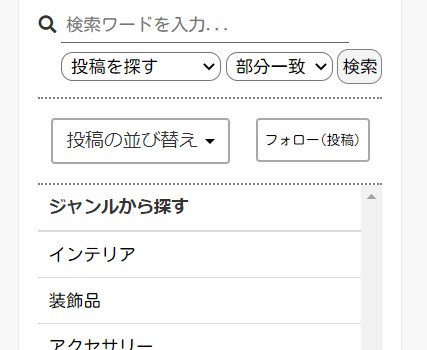 検索ワードを入力...
投稿を探す 部分一致 検索
投稿の並び替え フォロー(投稿)
ジャンルから探す
インテリア
装飾品
アクセサリー